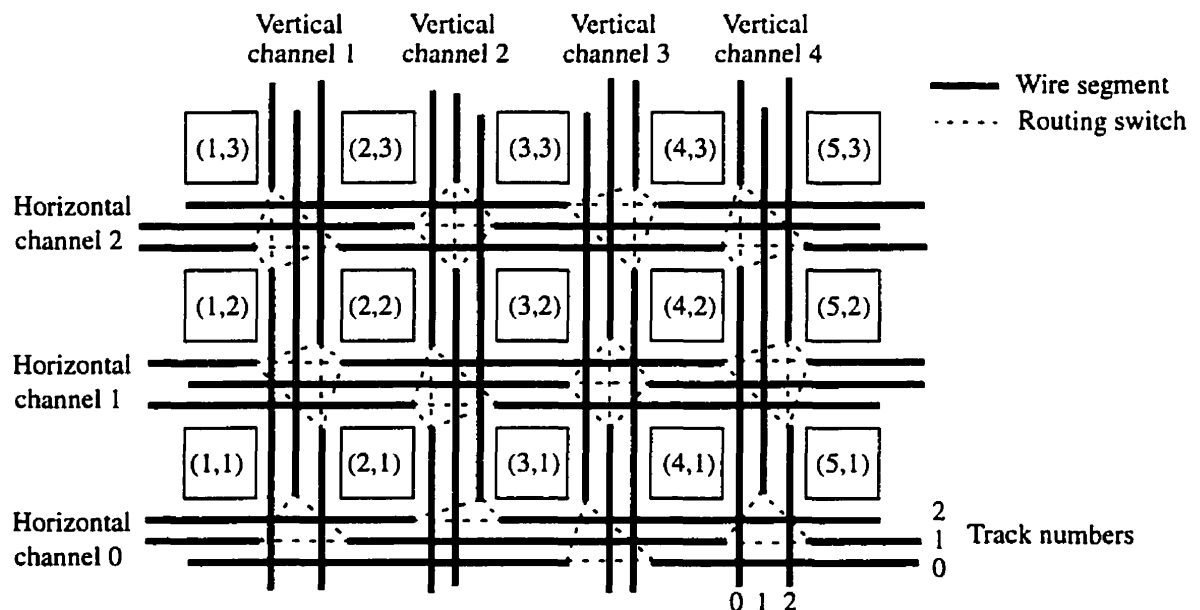 Vertical channel 1
Vertical channel 2
Vertical channel 3
Vertical channel 4
Wire segment
Routing switch
(1,3) (2,3) (3,3) (4,3) (5,3)
Horizontal channel 2
(1,2) (2,2) (3,2) (4,2) (5,2)
Horizontal channel 1
(1,1) (2,1) (3,1) (4,1) (5,1)
Horizontal channel 0
2
1
0
Track numbers
0 1 2